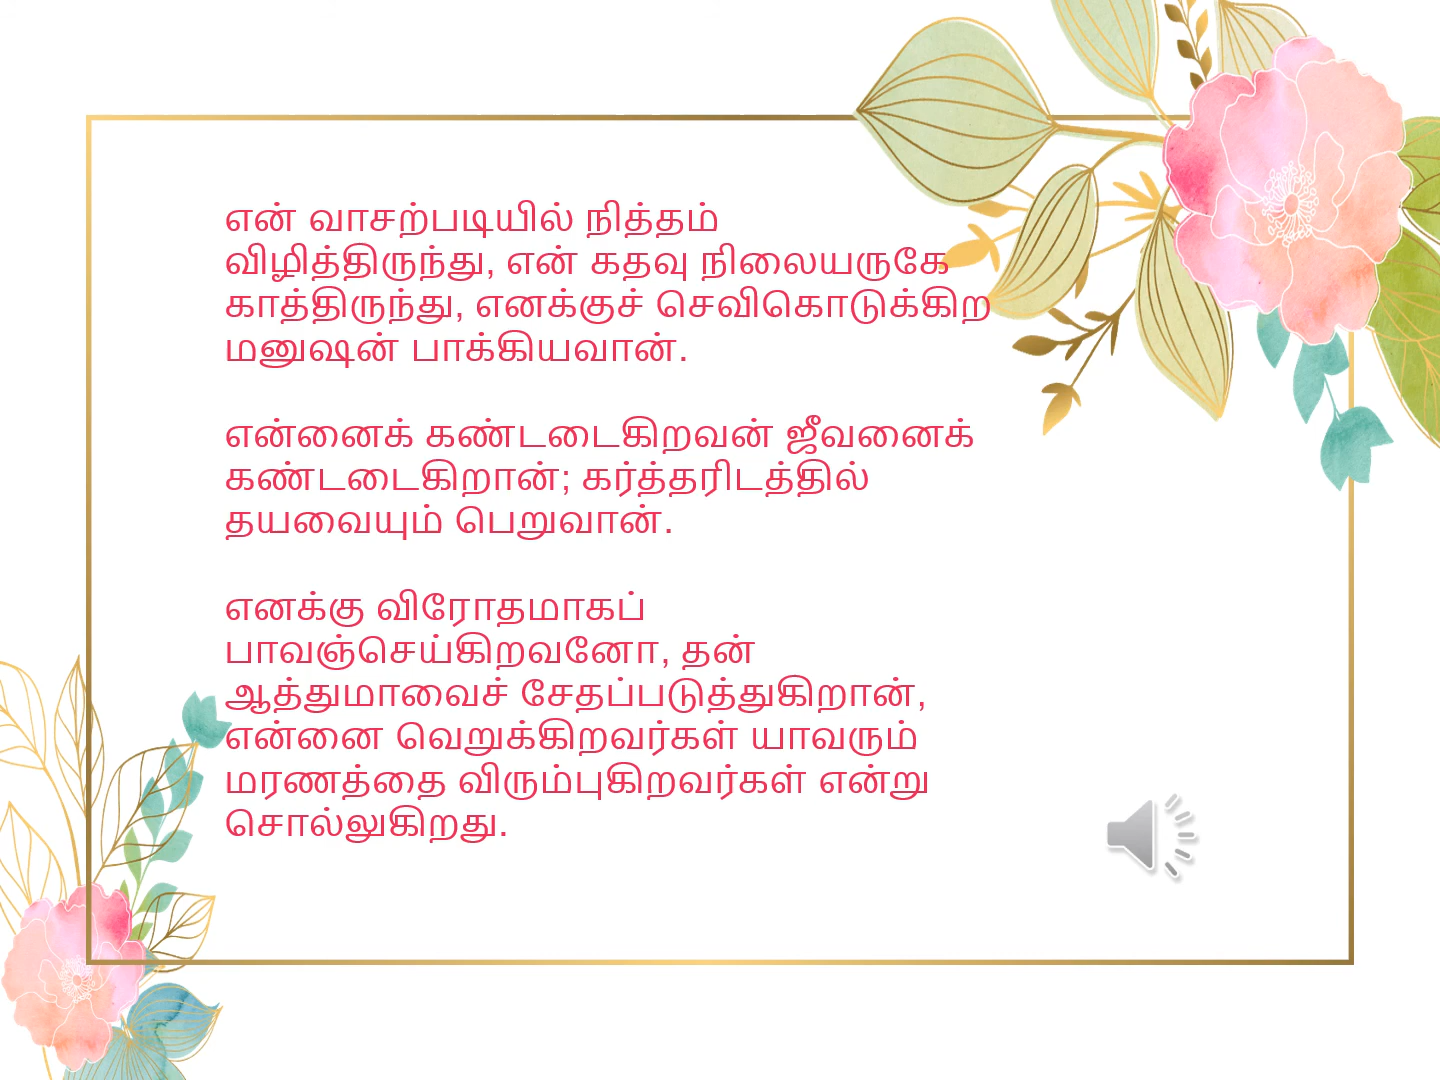 என் வாசற்படியில் நித்தம்
விழித்திருந்து, என் கதவு நிலையருகே
காத்திருந்து, எனக்குச் செவிகொடுக்கிற
மனுஷன் பாக்கியவான்.
என்னைக் கண்டடைகிறவன் ஜீவனைக்
கண்டடைகிறான்; கர்த்தரிடத்தில்
தயவையும் பெறுவான்.
எனக்கு விரோதமாகப்
பாவஞ்செய்கிறவனோ, தன்
ஆத்துமாவைச் சேதப்படுத்துகிறான்,
என்னை வெறுக்கிறவர்கள் யாவரும்
மரணத்தை விரும்புகிறவர்கள் என்று
சொல்லுகிறது.